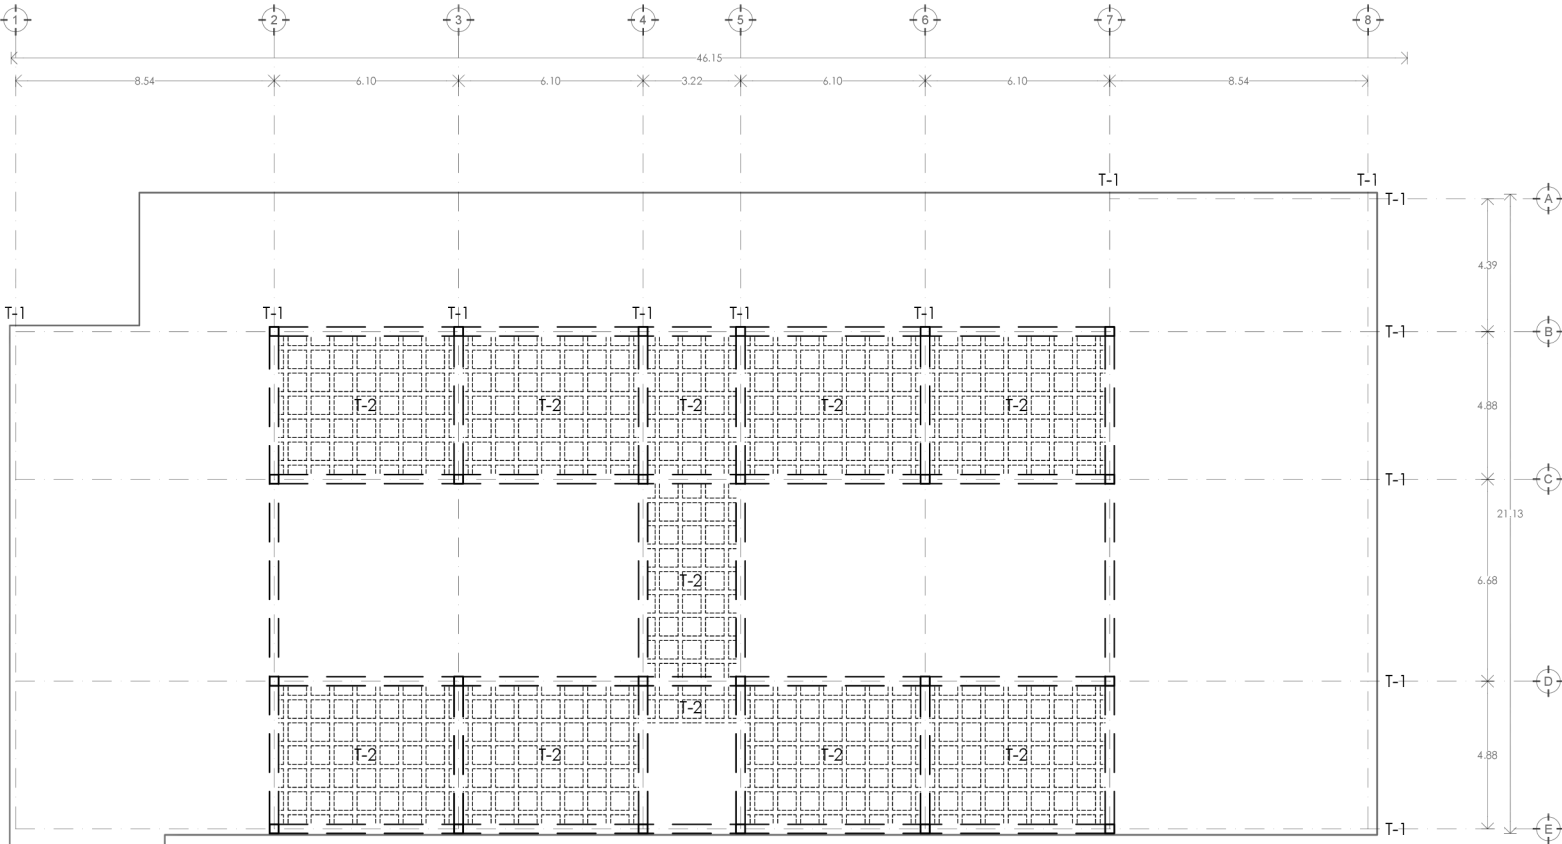 1 2 3 4 5 6 7 8
46.15
8.54 6.10 6.10 3.22 6.10 6.10 8.54
T-1 T-1
T-1 A
4.39
T-1 T-1 T-1 T-1 T-1 T-1
T-1 B
T-2 T-2 T-2 T-2 T-2 4.88
T-1 C
21.13
T-2 6.68
T-1 D
T-2
T-2 T-2 T-2 T-2 4.88
T-1 E